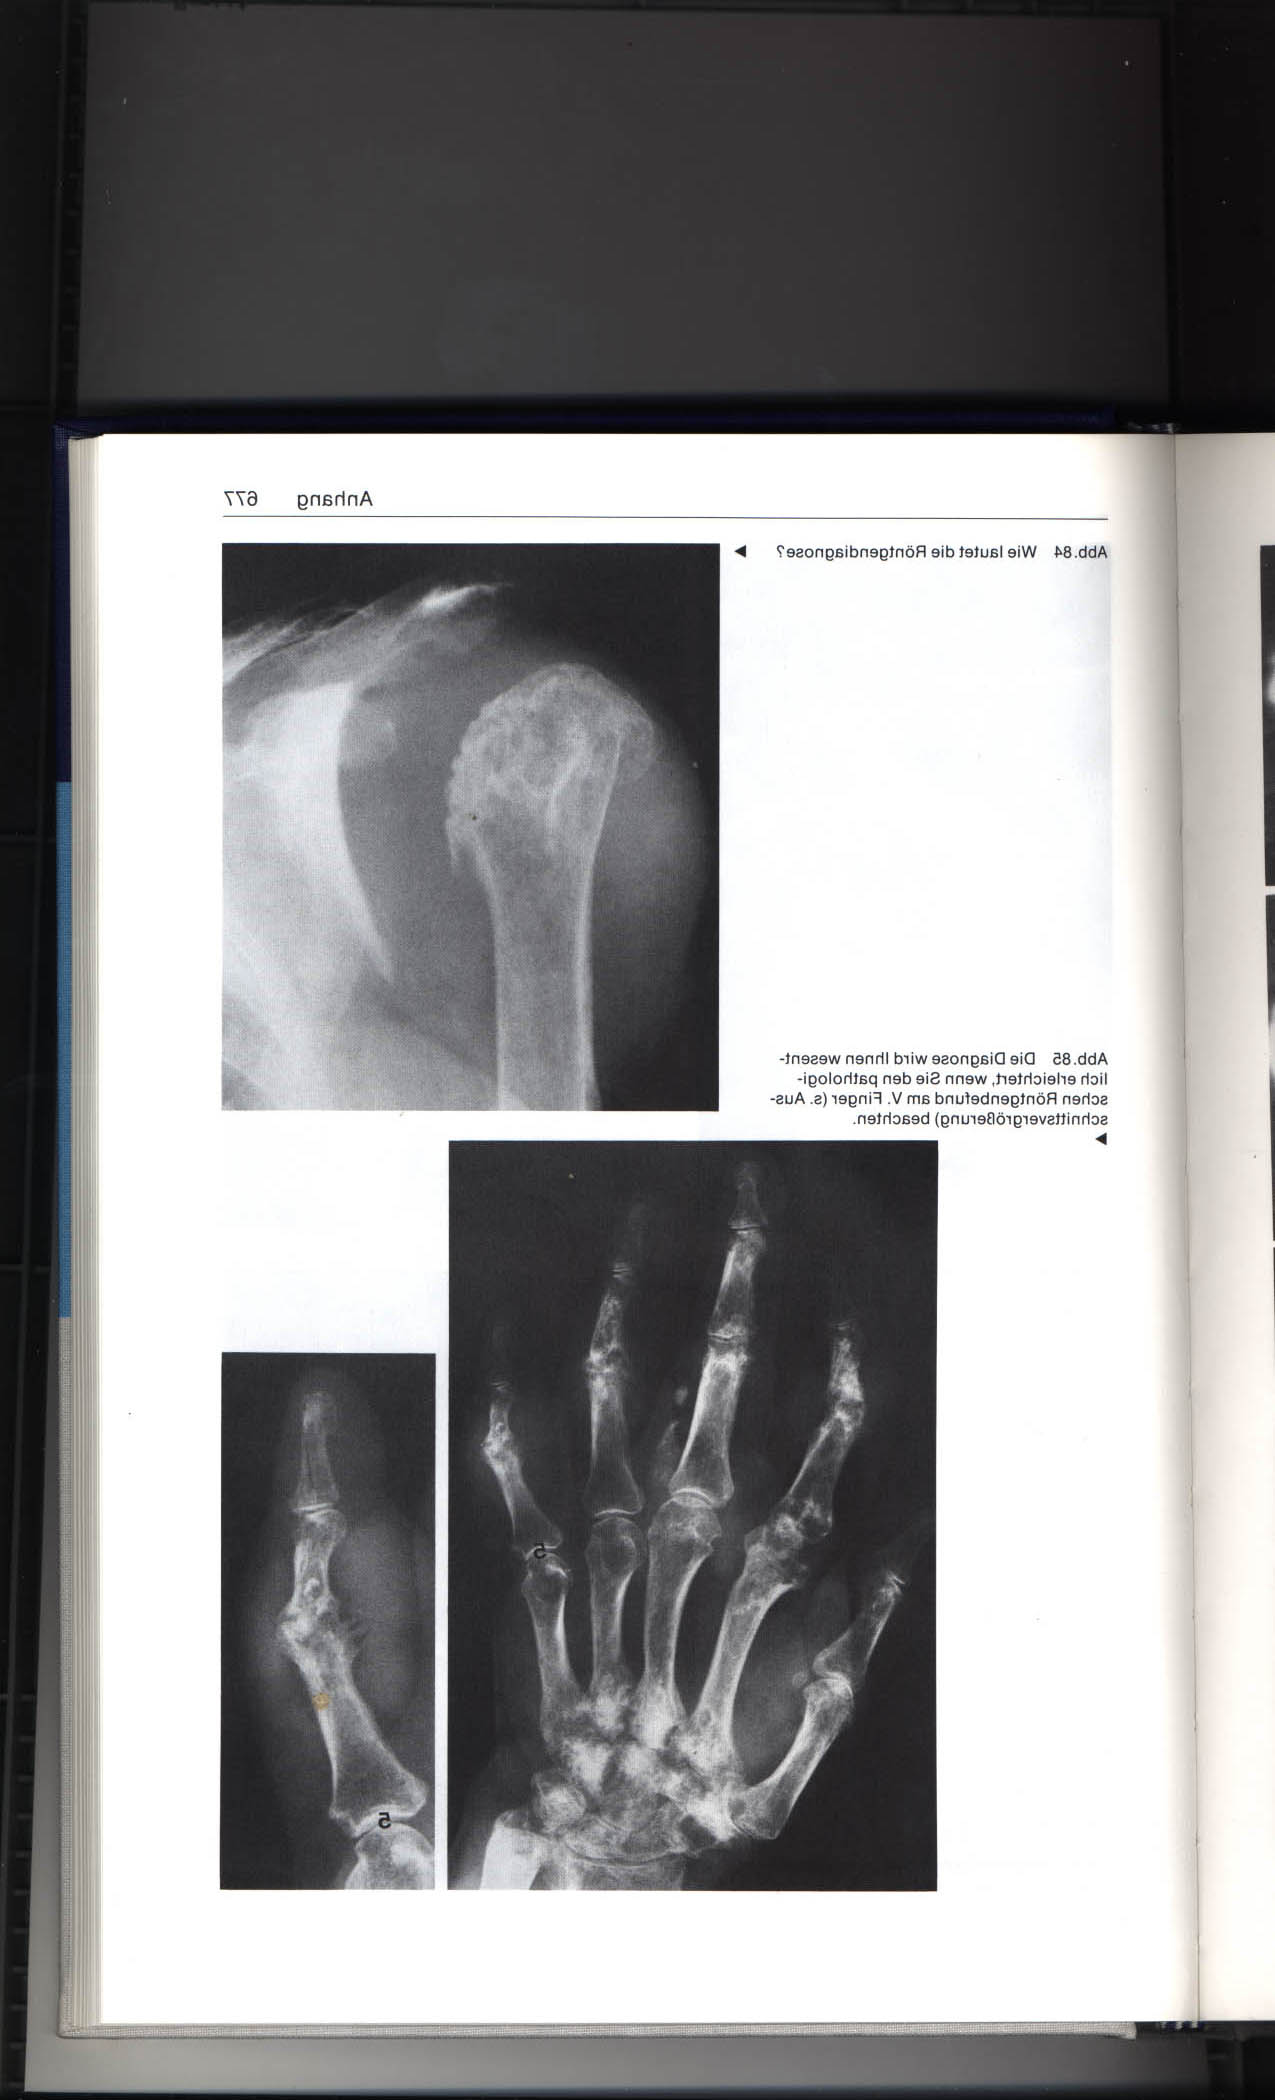 Anhang 677
Abb.84 Wie lautet die Röntgendiagnose? ►
Abb.85 Die Diagnose wird Ihnen wesent-
lich erleichtert, wenn Sie den pathologi-
schen Röntgenbefund am V. Finger (s. Aus-
schnittsvergrößerung) beachten.
►
5
5